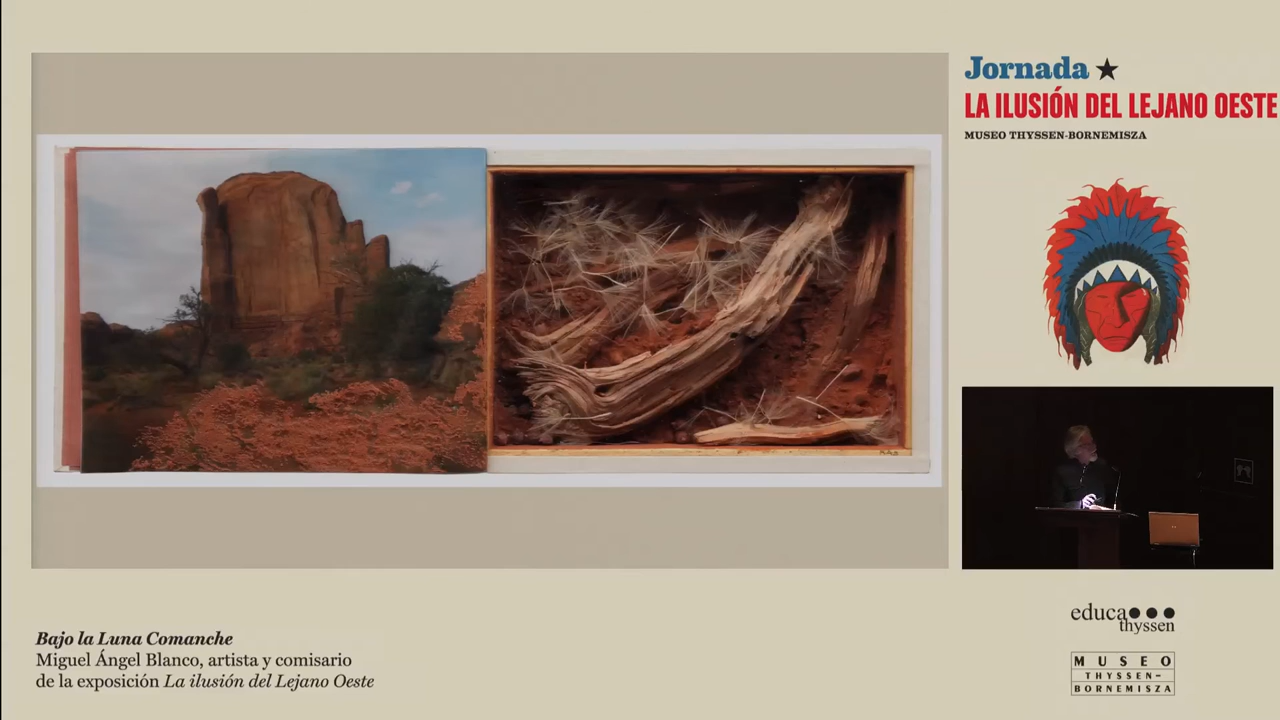 Jornada ★
LA ILUSIÓN DEL LEJANO OESTE
MUSEO THYSSEN-BORNEMISZA
Bajo la Luna Comanche
Miguel Ángel Blanco, artista y comisario
de la exposición La ilusión del Lejano Oeste
educa
thyssen
MUSEO
THYSSEN-
BORNEMISZA